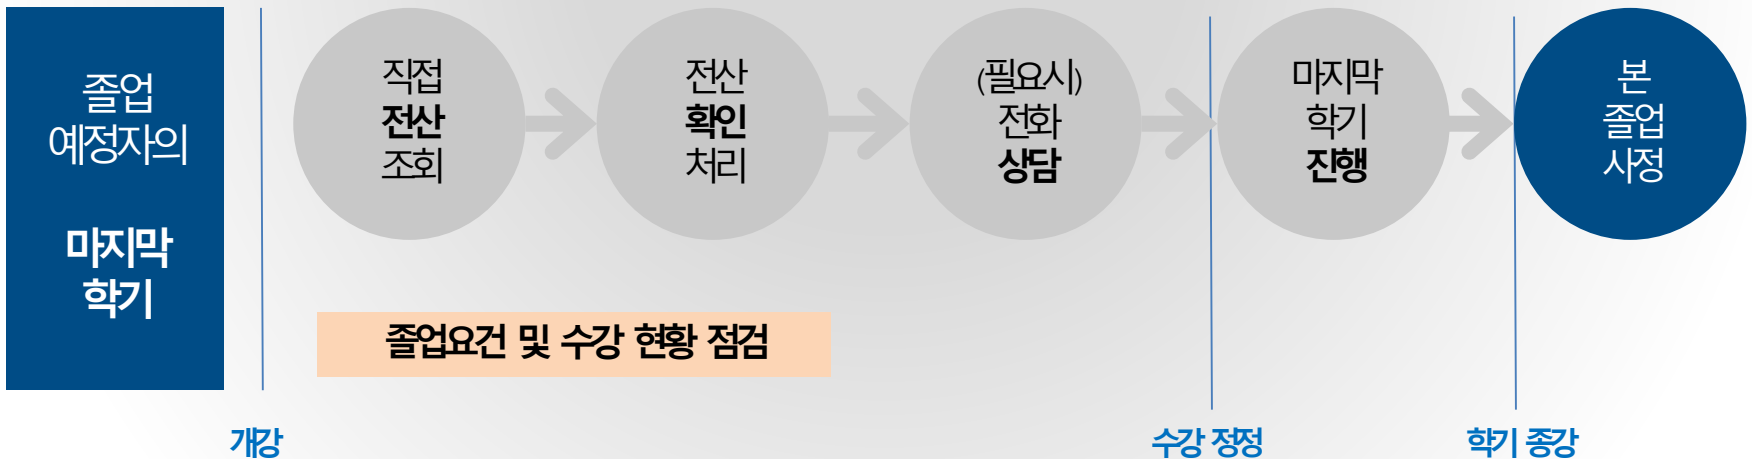 졸업
예정자의
마지막
학기
직접
전산
조회
전산
확인
처리
(필요시)
전화
상담
마지막
학기
진행
본
졸업
사정
졸업요건 및 수강 현황 점검
개강
수강 정정
학기 종강